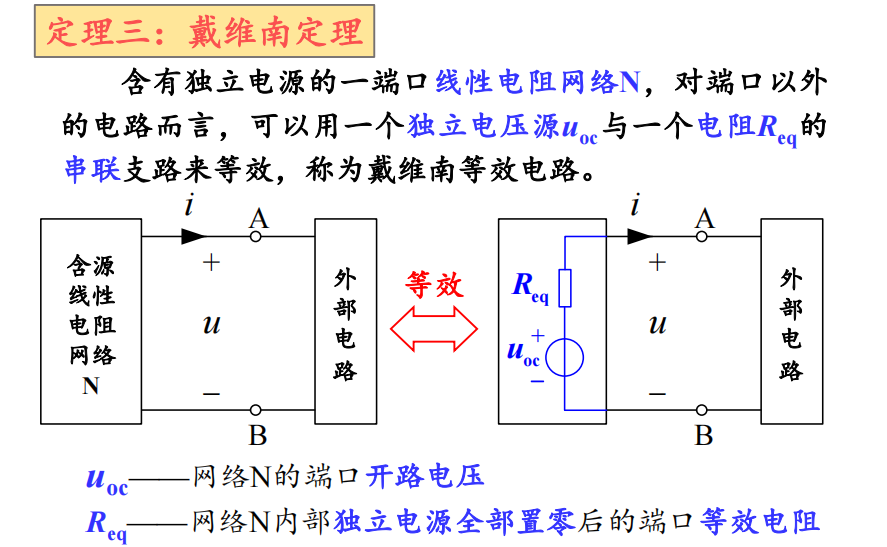 定理三：戴维南定理
含有独立电源的一端口线性电阻网络N，对端口以外
的电路而言，可以用一个独立电压源uoc与一个电阻Req的
串联支路来等效，称为戴维南等效电路。
i
A
含源
线性
电阻
网络
N
+
u
−
B
外
部
电
路
等效
i
A
Req
+
uoc
−
+
u
−
B
外
部
电
路
uoc——网络N的端口开路电压
Req——网络N内部独立电源全部置零后的端口等效电阻